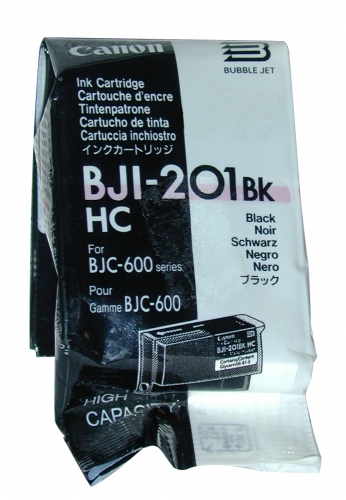 Canon
BUBBLE JET
Ink Cartridge
Cartouche d'encre
Tintenpatrone
Cartucho de tinta
Cartuccia inchiostro
インクカートリッジ
BJI-201Bk
HC
Black
Noir
Schwarz
Negro
Nero
ブラック
For
BJC-600 series
Pour
Gamme BJC-600
Canon
BJI-201BK HC
HIGH
CAPACITY